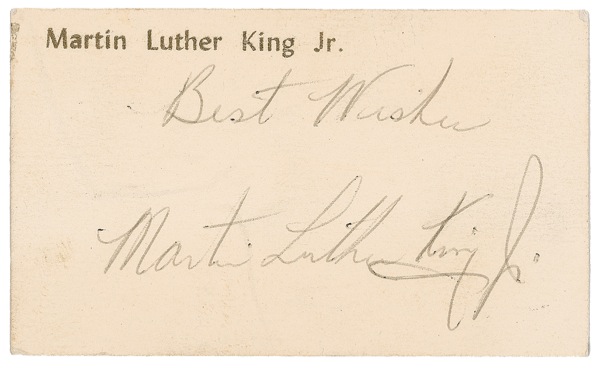 Martin Luther King Jr.
Best Wishes
Martin Luther King Jr.